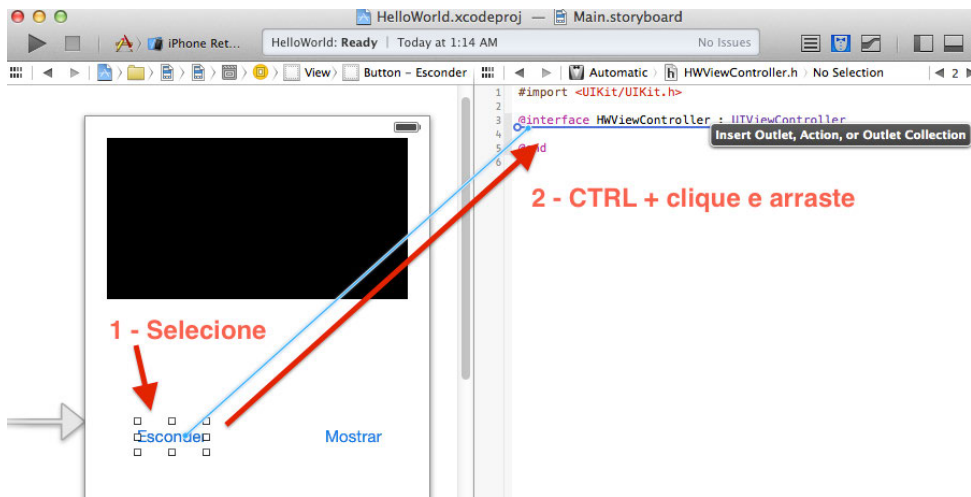 HelloWorld.xcodeproj — Main.storyboard
iPhone Ret...
HelloWorld: Ready | Today at 1:14 AM
No Issues
View
Button – Esconder
Automatic
HWViewController.h
No Selection
2
1 #import <UIKit/UIKit.h>
2
3 @interface HWViewController : UIViewController
4
Insert Outlet, Action, or Outlet Collection
5 @end
6
2 - CTRL + clique e arraste
1 - Selecione
Esconder
Mostrar